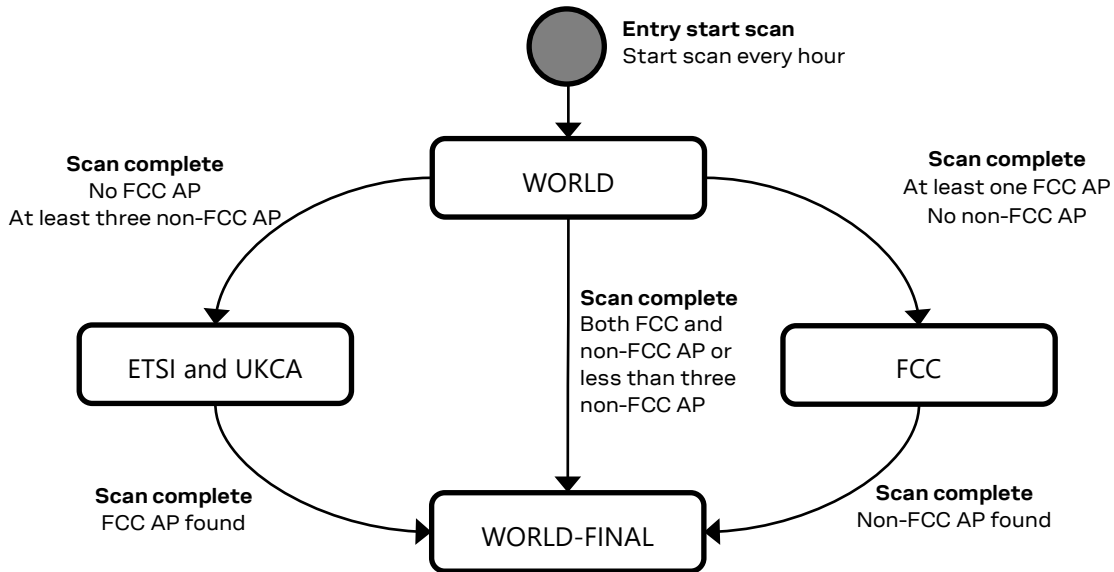 Entry start scan
Start scan every hour
WORLD
Scan complete
No FCC AP
At least three non-FCC AP
Scan complete
At least one FCC AP
No non-FCC AP
Scan complete
Both FCC and
non-FCC AP or
less than three
non-FCC AP
ETSI and UKCA
FCC
Scan complete
FCC AP found
Scan complete
Non-FCC AP found
WORLD-FINAL